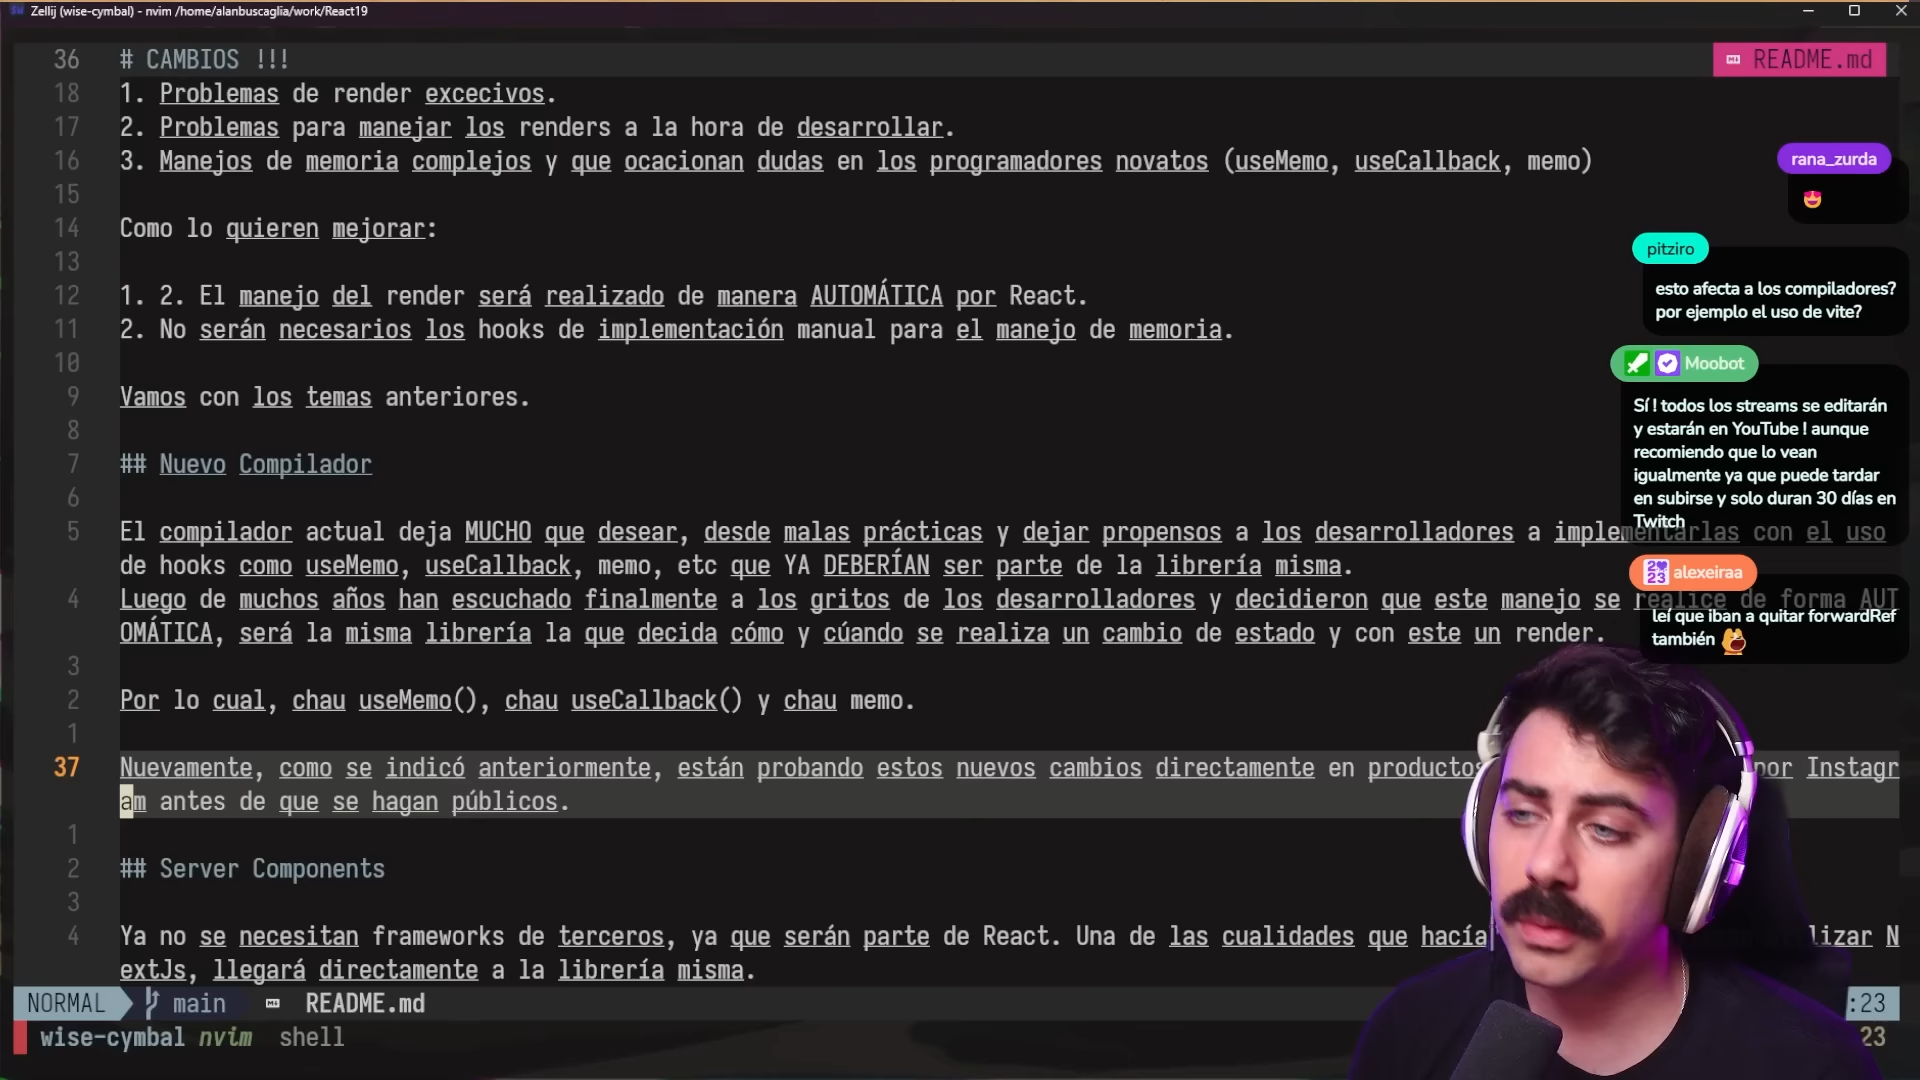 Zellij (wise-cymbal) - nvim /home/alanbuscaglia/work/React19
36 # CAMBIOS !!!
README.md
18 1. Problemas de render excecivos.
17 2. Problemas para manejar los renders a la hora de desarrollar.
16 3. Manejos de memoria complejos y que ocacionan dudas en los programadores novatos (useMemo, useCallback, memo)
15
14 Como lo quieren mejorar:
13
12 1. 2. El manejo del render será realizado de manera AUTOMÁTICA por React.
11 2. No serán necesarios los hooks de implementación manual para el manejo de memoria.
10
9 Vamos con los temas anteriores.
8
7 ## Nuevo Compilador
6
5 El compilador actual deja MUCHO que desear, desde malas prácticas y dejar propensos a los desarrolladores a implementarlas con el uso
de hooks como useMemo, useCallback, memo, etc que YA DEBERÍAN ser parte de la librería misma.
4 Luego de muchos años han escuchado finalmente a los gritos de los desarrolladores y decidieron que este manejo se realice de forma AUT
OMÁTICA, será la misma librería la que decida cómo y cúando se realiza un cambio de estado y con este un render.
3
2 Por lo cual, chau useMemo(), chau useCallback() y chau memo.
1
37 Nuevamente, como se indicó anteriormente, están probando estos nuevos cambios directamente en productos por Instagr
am antes de que se hagan públicos.
1
2 ## Server Components
3
4 Ya no se necesitan frameworks de terceros, ya que serán parte de React. Una de las cualidades que hacía lizar N
extJs, llegará directamente a la librería misma.
NORMAL main README.md :23
wise-cymbal nvim shell 23
rana_zurda
pitziro
esto afecta a los compiladores?
por ejemplo el uso de vite?
Moobot
Sí ! todos los streams se editarán
y estarán en YouTube ! aunque
recomiendo que lo vean
igualmente ya que puede tardar
en subirse y solo duran 30 días en
Twitch
2023 alexeiraa
leí que iban a quitar forwardRef
también